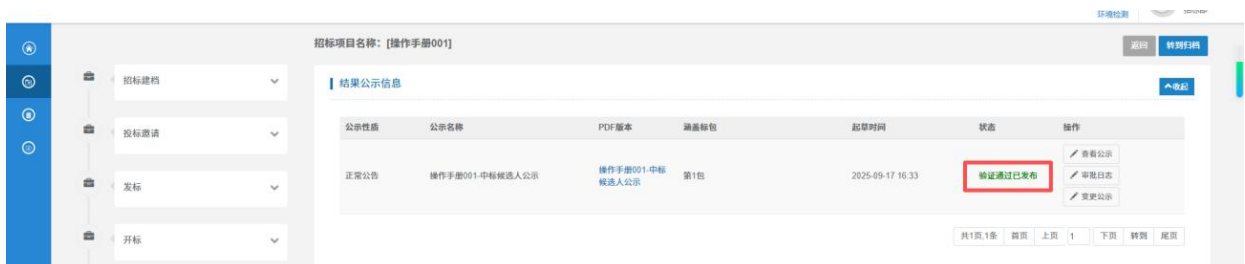 环境检测
招标项目名称：[操作手册001]
返回
转到归档
招标建档
投标邀请
发标
开标
结果公示信息
收起
公示性质 公示名称 PDF版本 涵盖标包 起草时间 状态 操作
正常公告 操作手册001-中标候选人公示 操作手册001-中标
候选人公示 第1包 2025-09-17 16:33 验证通过已发布
查看公示
审批日志
变更公示
共1页,1条 首页 上页 1 下页 转到 尾页